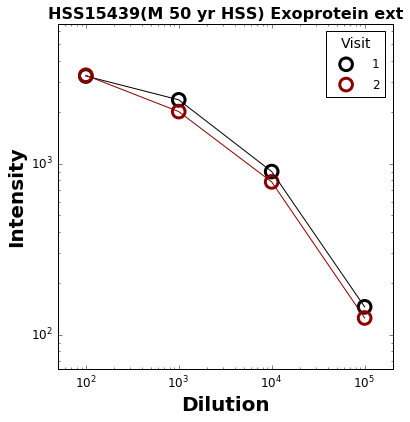 HSS15439(M 50 yr HSS) Exoprotein ext
Visit
1
2
Intensity
10³
10²
10² 10³ 10⁴ 10⁵
Dilution